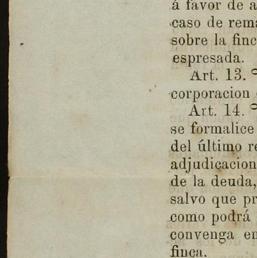 á favor de a
caso de rema
sobre la finc
espresada.
Art. 13.º
corporacion
Art. 14.º
se formalice
del último re
adjudicacion
de la deuda,
salvo que pr
como podrá
convenga en
finca.